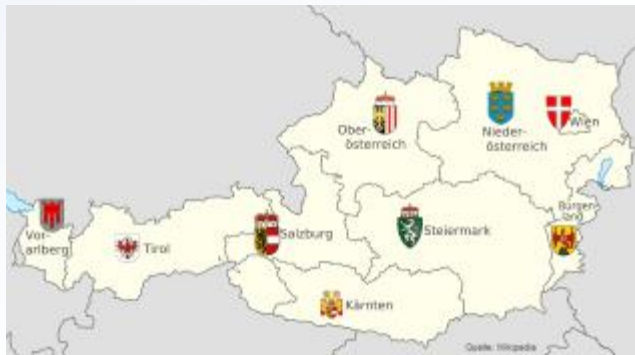 Ober-
österreich
Nieder-
österreich
Wien
Burgen-
land
Vor-
arlberg
Tirol
Salzburg
Steiermark
Kärnten
Quelle: Wikipedia